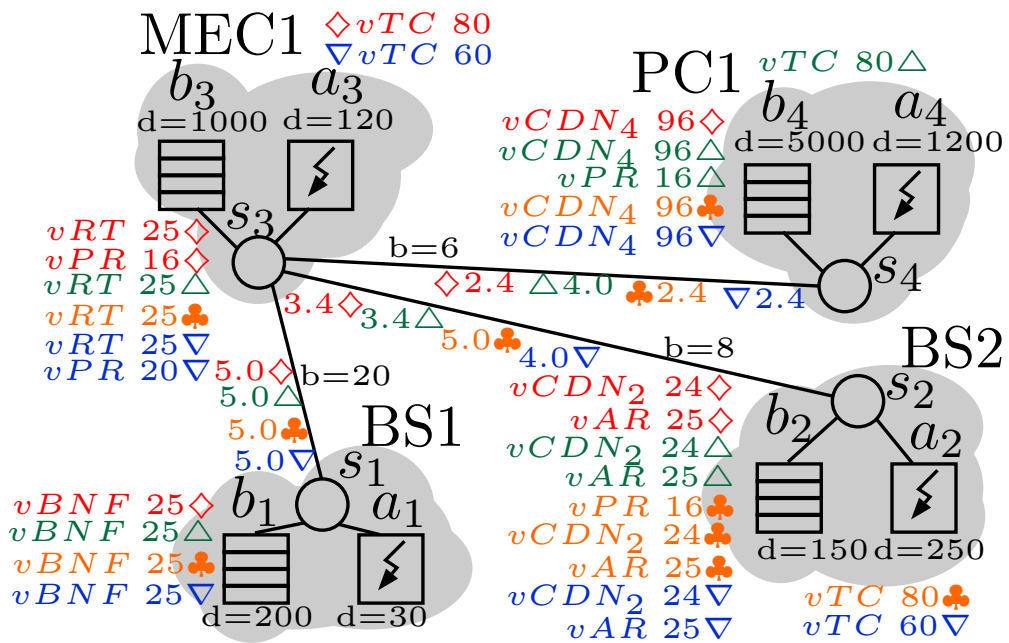 MEC1
◇vTC 80
▽vTC 60
b₃
a₃
d=1000
d=120
s₃
PC1
vTC 80△
b₄
a₄
d=5000
d=1200
vCDN₄ 96◇
vCDN₄ 96△
vPR 16△
vCDN₄ 96♣
vCDN₄ 96▽
s₄
vRT 25◇
vPR 16◇
vRT 25△
vRT 25♣
vRT 25▽
vPR 20▽
b=6
◇2.4 △4.0 ♣2.4 ▽2.4
3.4◇
3.4△
5.0♣
4.0▽
b=8
5.0◇
b=20
5.0△
5.0♣
5.0▽
BS2
s₂
b₂
a₂
d=150
d=250
vCDN₂ 24◇
vAR 25◇
vCDN₂ 24△
vAR 25△
vPR 16♣
vCDN₂ 24♣
vAR 25♣
vCDN₂ 24▽
vAR 25▽
vTC 80♣
vTC 60▽
BS1
s₁
b₁
a₁
d=200
d=30
vBNF 25◇
vBNF 25△
vBNF 25♣
vBNF 25▽